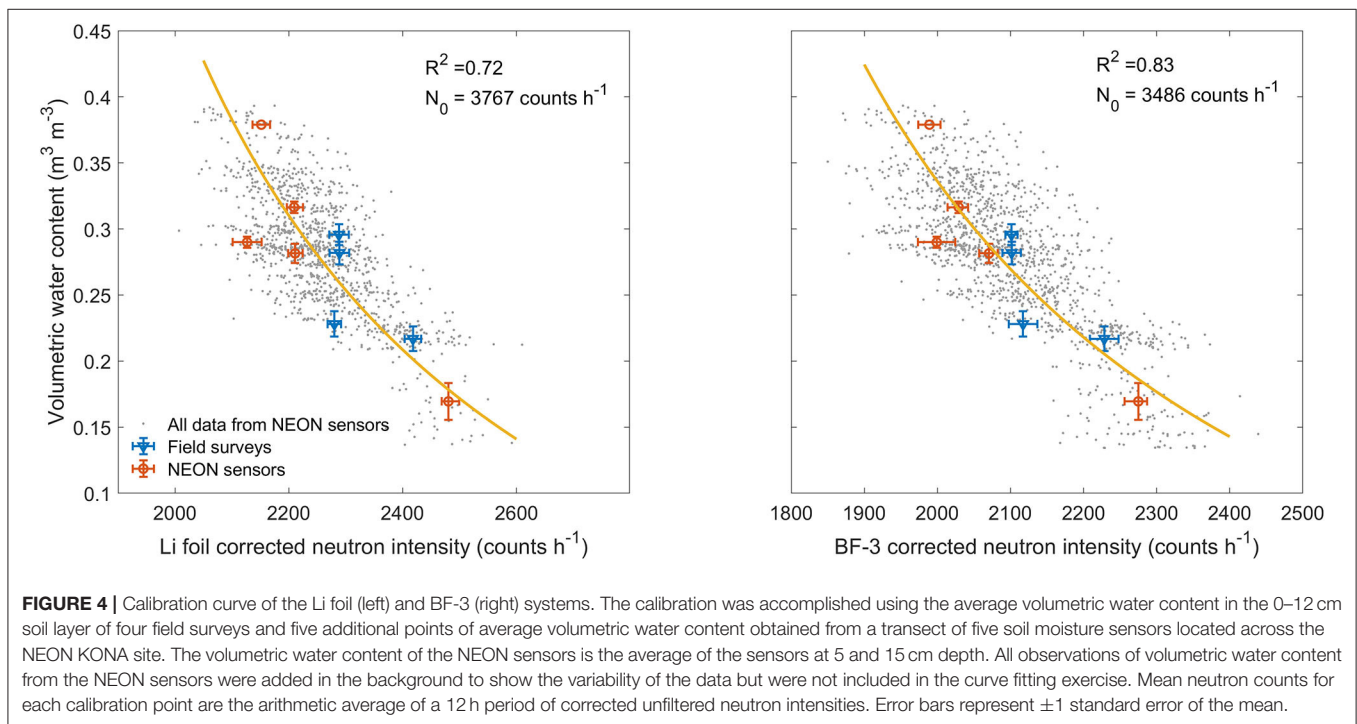 0.45
0.4
0.35
0.3
0.25
0.2
0.15
0.1
Volumetric water content (m³ m⁻³)
R² =0.72
N₀ = 3767 counts h⁻¹
All data from NEON sensors
Field surveys
NEON sensors
2000 2200 2400 2600
Li foil corrected neutron intensity (counts h⁻¹)
R² =0.83
N₀ = 3486 counts h⁻¹
1800 1900 2000 2100 2200 2300 2400 2500
BF-3 corrected neutron intensity (counts h⁻¹)
FIGURE 4 | Calibration curve of the Li foil (left) and BF-3 (right) systems. The calibration was accomplished using the average volumetric water content in the 0–12 cm
soil layer of four field surveys and five additional points of average volumetric water content obtained from a transect of five soil moisture sensors located across the
NEON KONA site. The volumetric water content of the NEON sensors is the average of the sensors at 5 and 15 cm depth. All observations of volumetric water content
from the NEON sensors were added in the background to show the variability of the data but were not included in the curve fitting exercise. Mean neutron counts for
each calibration point are the arithmetic average of a 12 h period of corrected unfiltered neutron intensities. Error bars represent ±1 standard error of the mean.